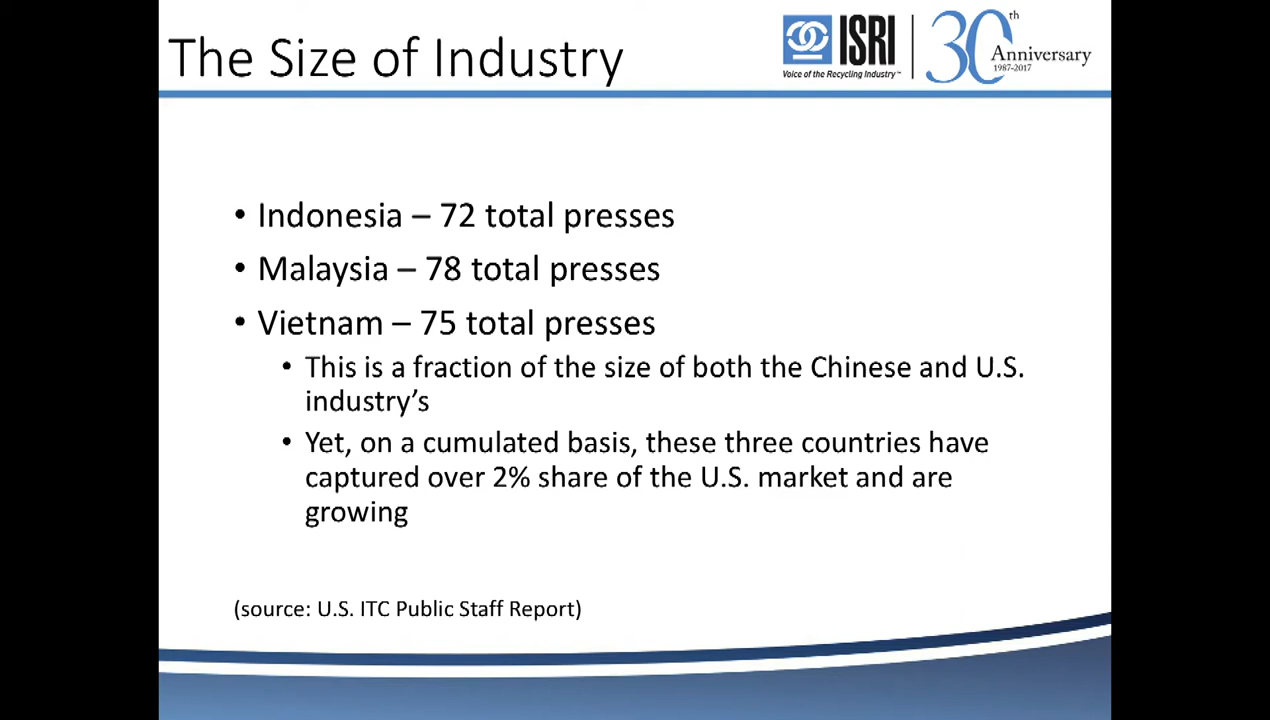 The Size of Industry
ISRI
Voice of the Recycling Industry™
30th
Anniversary
1987-2017
• Indonesia – 72 total presses
• Malaysia – 78 total presses
• Vietnam – 75 total presses
• This is a fraction of the size of both the Chinese and U.S.
industry's
• Yet, on a cumulated basis, these three countries have
captured over 2% share of the U.S. market and are
growing
(source: U.S. ITC Public Staff Report)